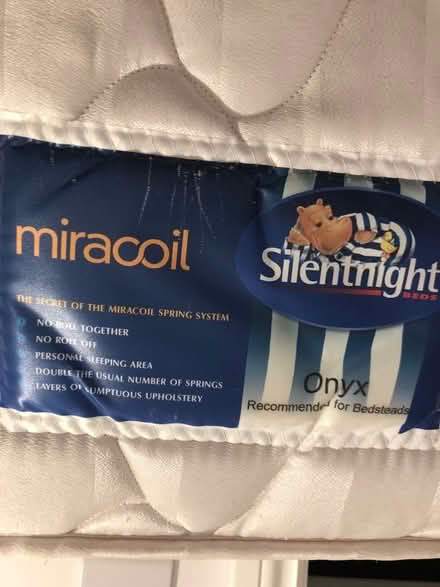 miracoil
THE SECRET OF THE MIRACOIL SPRING SYSTEM
NO ROLL TOGETHER
NO ROLL OFF
PERSONAL SLEEPING AREA
DOUBLE THE USUAL NUMBER OF SPRINGS
LAYERS OF SUMPTUOUS UPHOLSTERY
Silentnight
BEDS
Onyx
Recommended for Bedsteads